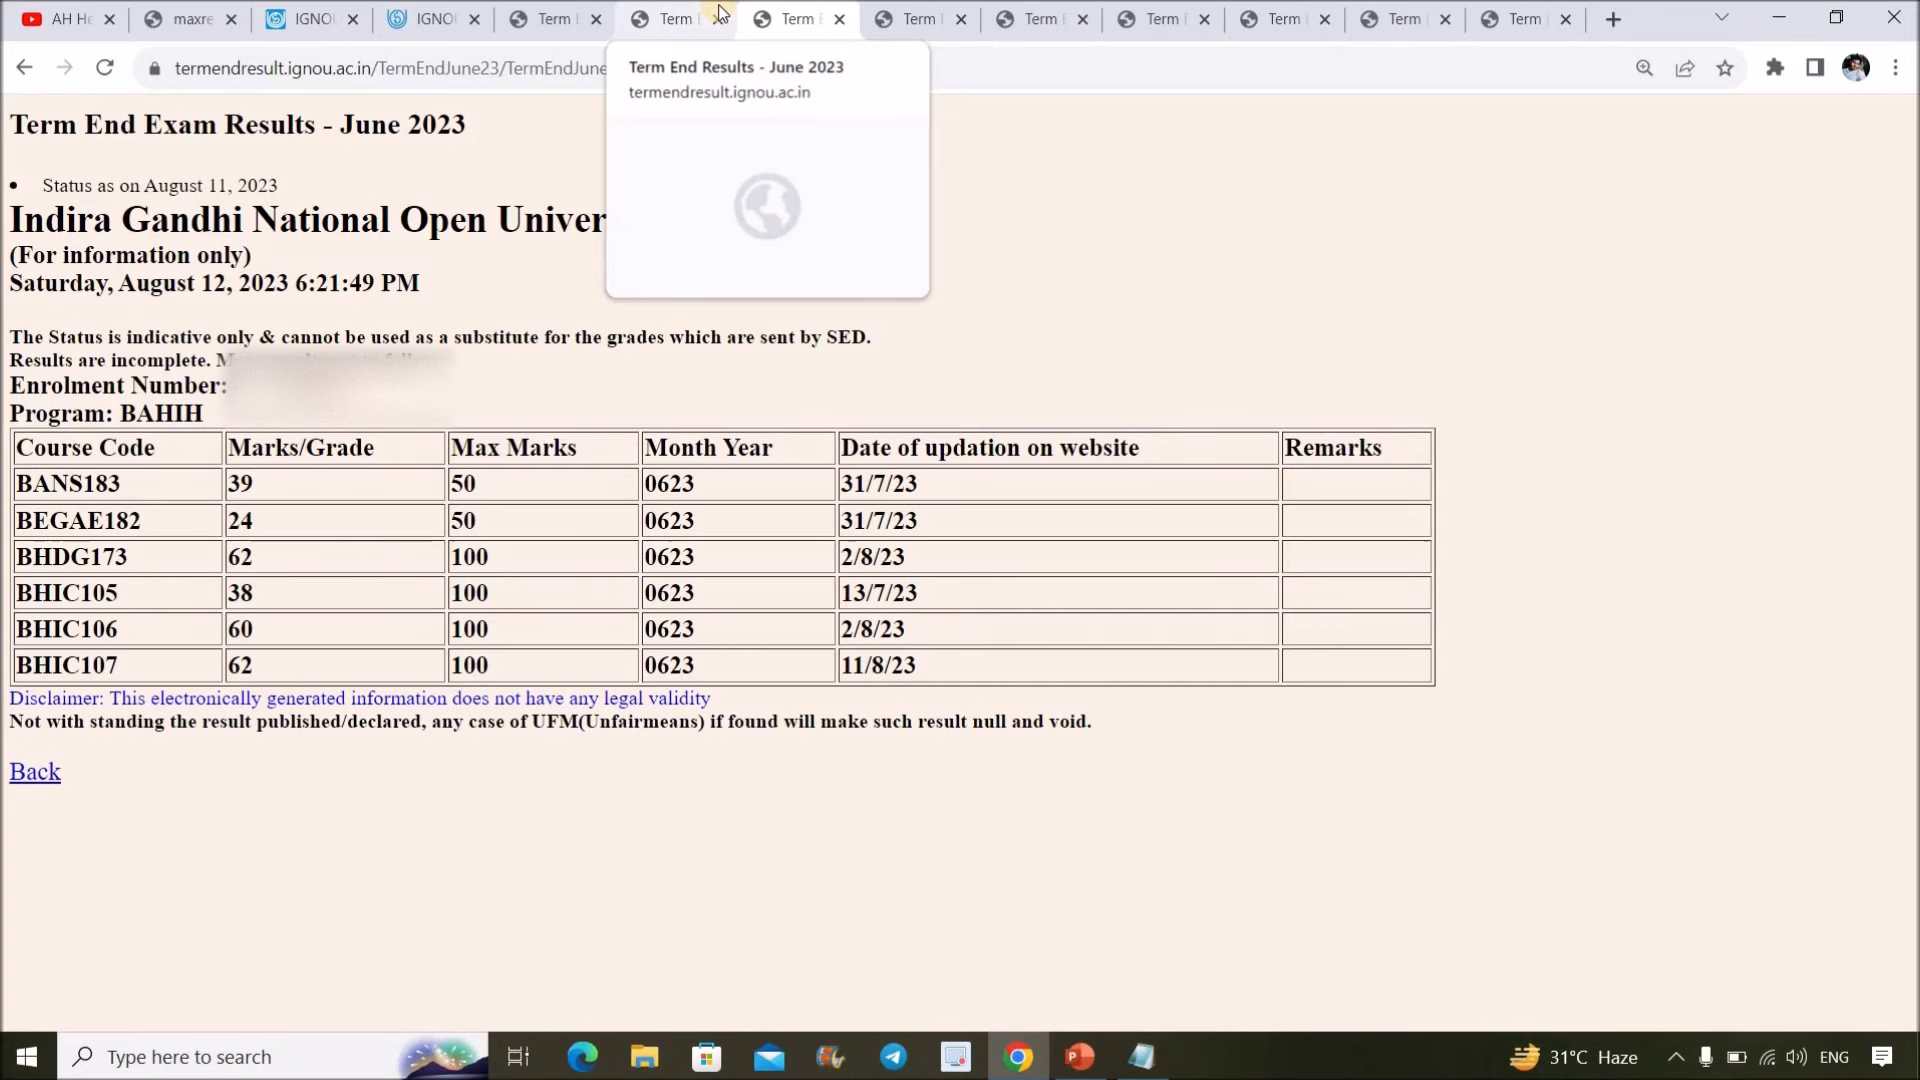 AH He
maxre
IGNOU
IGNOU
Term E
Term E
Term E
Term E
Term E
Term E
Term E
Term E
Term E
termendresult.ignou.ac.in/TermEndJune23/TermEndJune
Term End Results - June 2023
termendresult.ignou.ac.in
Term End Exam Results - June 2023
Status as on August 11, 2023
Indira Gandhi National Open Univer
(For information only)
Saturday, August 12, 2023 6:21:49 PM
The Status is indicative only & cannot be used as a substitute for the grades which are sent by SED.
Results are incomplete.
Enrolment Number:
Program: BAHIH
Course Code Marks/Grade Max Marks Month Year Date of updation on website Remarks
BANS183 39 50 0623 31/7/23
BEGAE182 24 50 0623 31/7/23
BHDG173 62 100 0623 2/8/23
BHIC105 38 100 0623 13/7/23
BHIC106 60 100 0623 2/8/23
BHIC107 62 100 0623 11/8/23
Disclaimer: This electronically generated information does not have any legal validity
Not with standing the result published/declared, any case of UFM(Unfairmeans) if found will make such result null and void.
Back
Type here to search
31°C Haze
ENG